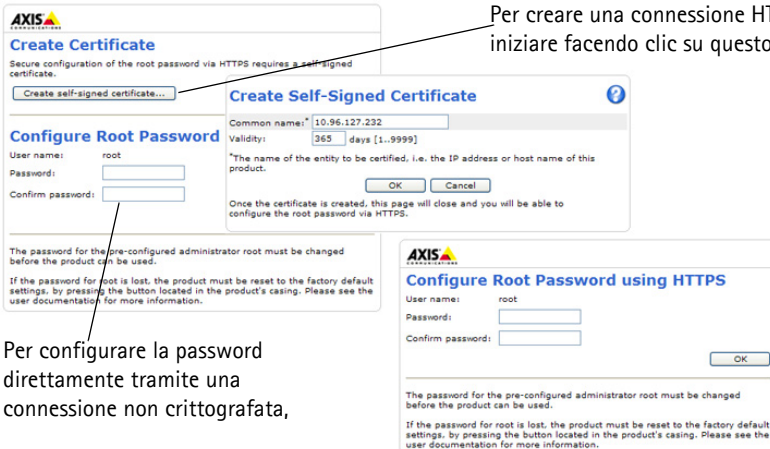 AXIS
COMMUNICATIONS
Create Certificate
Secure configuration of the root password via HTTPS requires a self-signed
certificate.
Create self-signed certificate...
Per creare una connessione HT
iniziare facendo clic su questo
Configure Root Password
User name: root
Password:
Confirm password:
The password for the pre-configured administrator root must be changed
before the product can be used.
If the password for root is lost, the product must be reset to the factory default
settings, by pressing the button located in the product's casing. Please see the
user documentation for more information.
Create Self-Signed Certificate
?
Common name:* 10.96.127.232
Validity: 365 days [1..9999]
*The name of the entity to be certified, i.e. the IP address or host name of this
product.
OK Cancel
Once the certificate is created, this page will close and you will be able to
configure the root password via HTTPS.
Per configurare la password
direttamente tramite una
connessione non crittografata,
AXIS
COMMUNICATIONS
Configure Root Password using HTTPS
User name: root
Password:
Confirm password:
OK
The password for the pre-configured administrator root must be changed
before the product can be used.
If the password for root is lost, the product must be reset to the factory default
settings, by pressing the button located in the product's casing. Please see the
user documentation for more information.